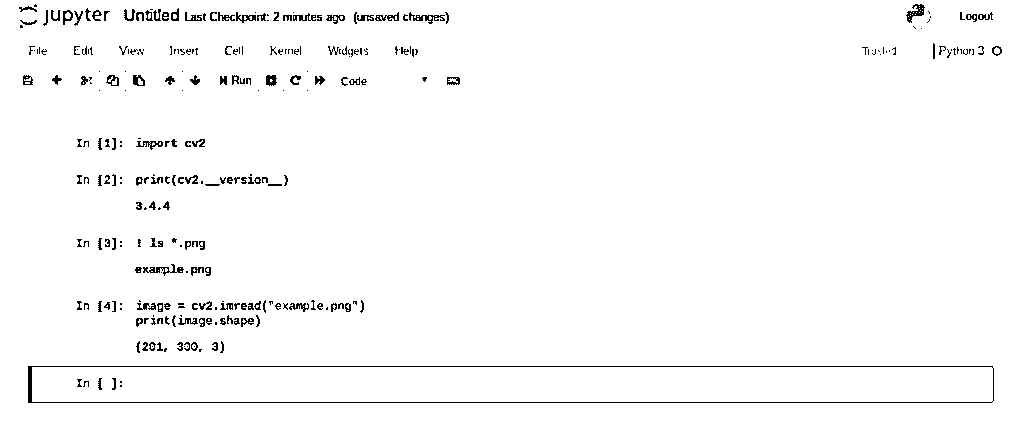 jupyter Untitled Last Checkpoint: 2 minutes ago (unsaved changes) Logout
File Edit View Insert Cell Kernel Widgets Help Trusted Python 3
Run Code
In [1]: import cv2
In [2]: print(cv2.__version__)
3.4.4
In [3]: ! ls *.png
example.png
In [4]: image = cv2.imread("example.png")
print(image.shape)
3)
In [ ]: